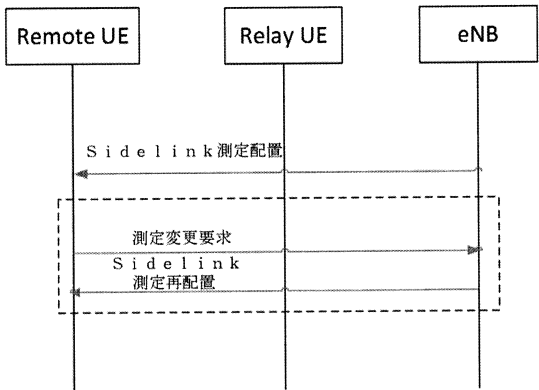 Remote UE
Relay UE
eNB
Ｓｉｄｅｌｉｎｋ測定配置
測定変更要求
Ｓｉｄｅｌｉｎｋ
測定再配置